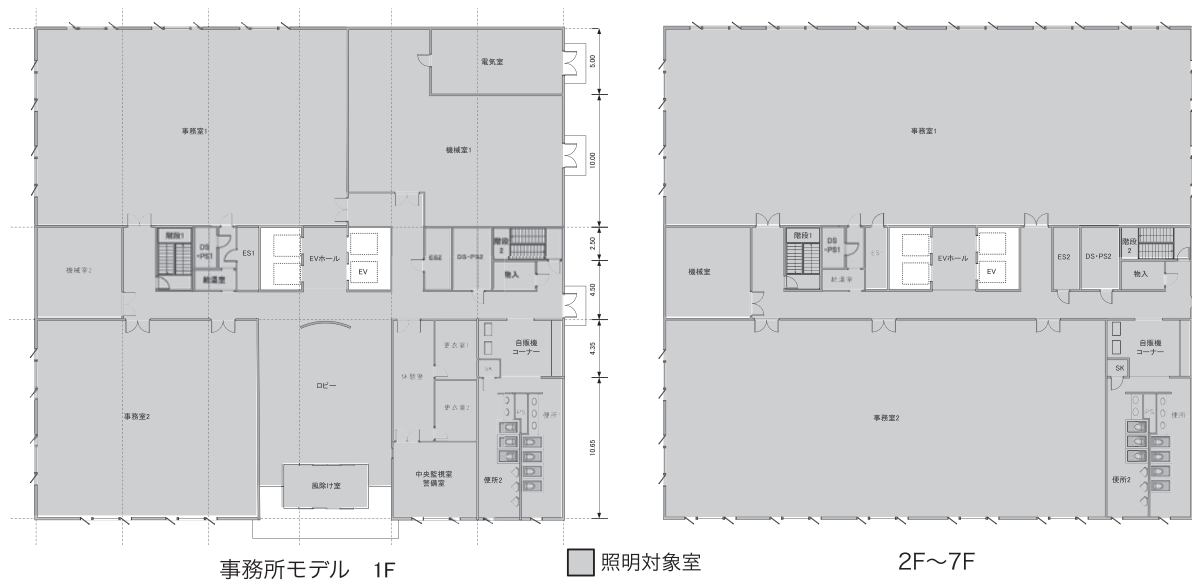 電気室
事務室1
機械室1
5.00
10.00
2.50
4.50
4.35
10.65
階段1
DS
・PS1
給湯室
ES1
EVホール
EV
ES2
DS・PS2
階段
2
物入
機械室2
ロビー
更衣室1
休憩室
更衣室2
自販機
コーナー
SK
PS
便所1
事務室2
風除け室
中央監視室
警備室
便所2
事務所モデル 1F
照明対象室
事務室1
階段1
DS
・PS1
給湯室
ES1
EVホール
EV
ES2
DS・PS2
階段
2
物入
機械室
自販機
コーナー
SK
PS
便所
事務室2
便所2
2F～7F